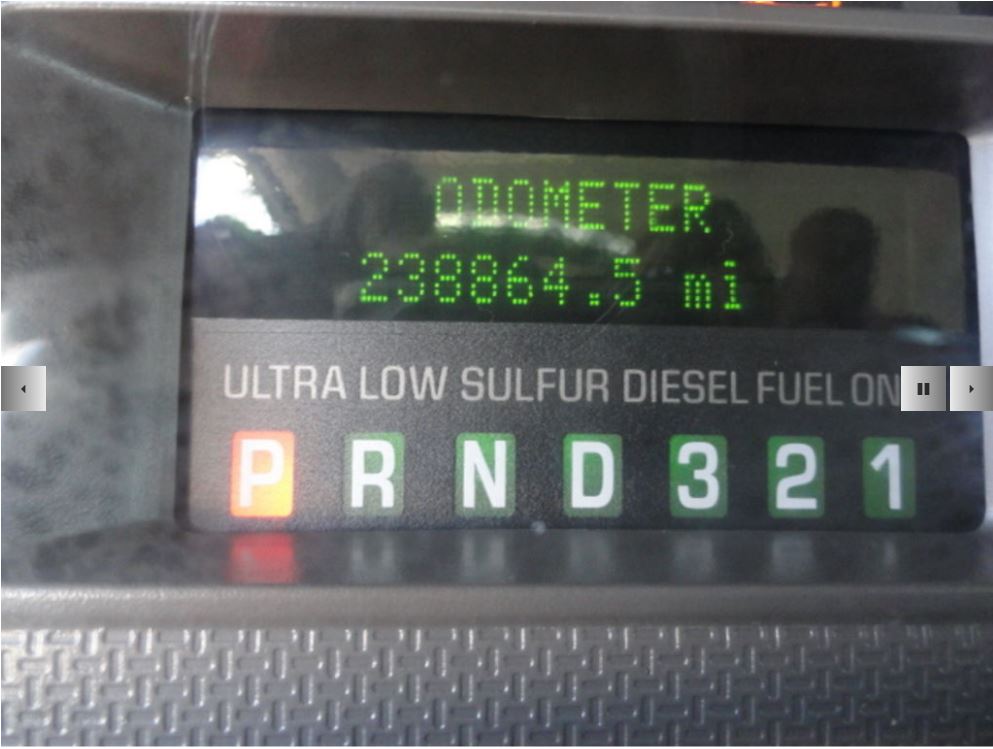 ODOMETER
238864.5 mi
ULTRA LOW SULFUR DIESEL FUEL ON
P R N D 3 2 1